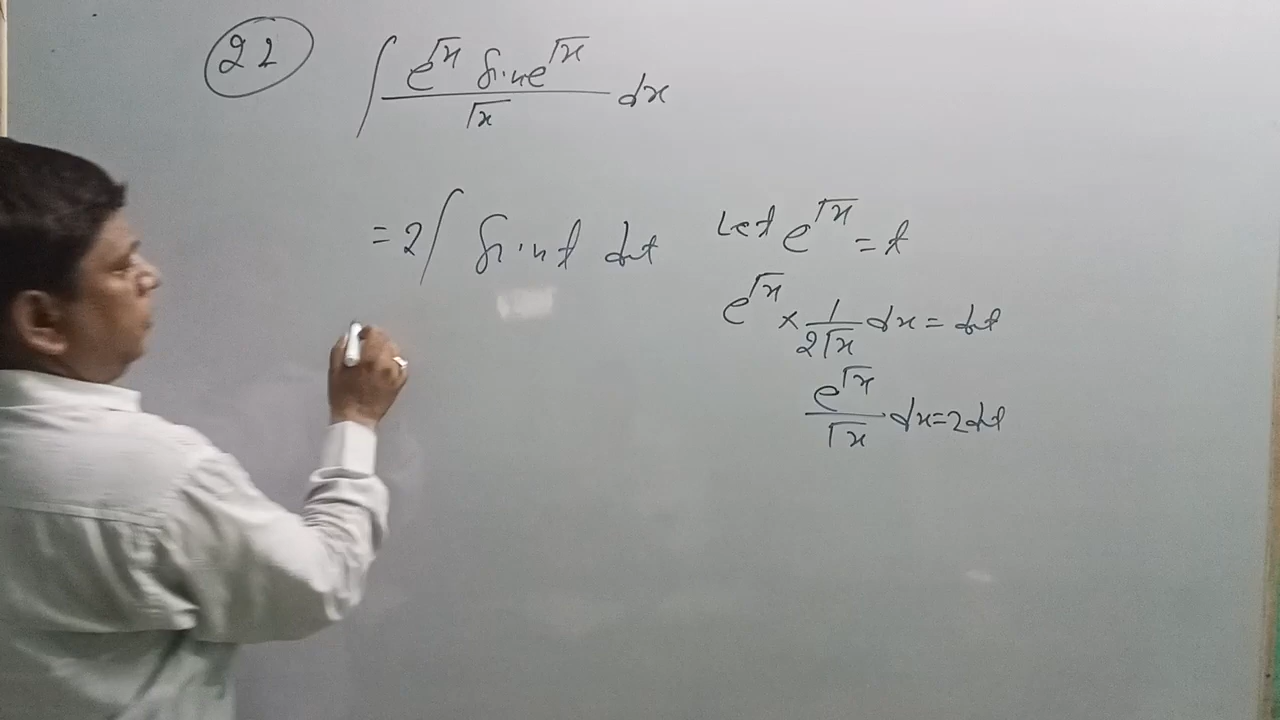 22 ∫ e^√x sin e^√x / √x dx
= 2∫ sin t dt Let e^√x = t
e^√x × 1/2√x dx = dt
e^√x / √x dx = 2dt